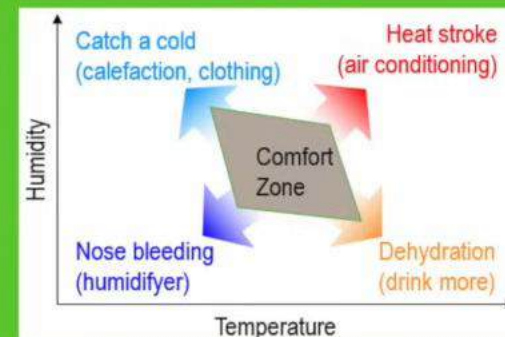 Catch a cold
(calefaction, clothing)
Heat stroke
(air conditioning)
Humidity
Comfort
Zone
Nose bleeding
(humidifyer)
Dehydration
(drink more)
Temperature